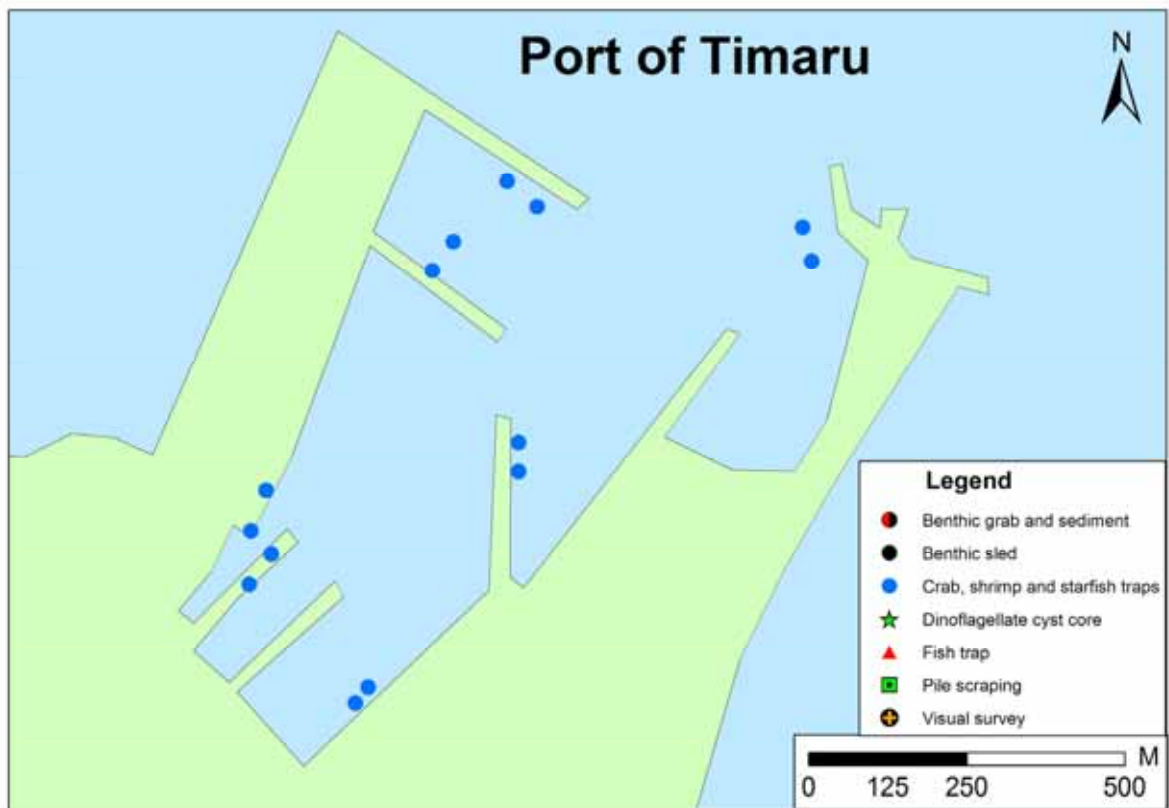 Port of Timaru
N
Legend
Benthic grab and sediment
Benthic sled
Crab, shrimp and starfish traps
Dinoflagellate cyst core
Fish trap
Pile scraping
Visual survey
M
0 125 250 500